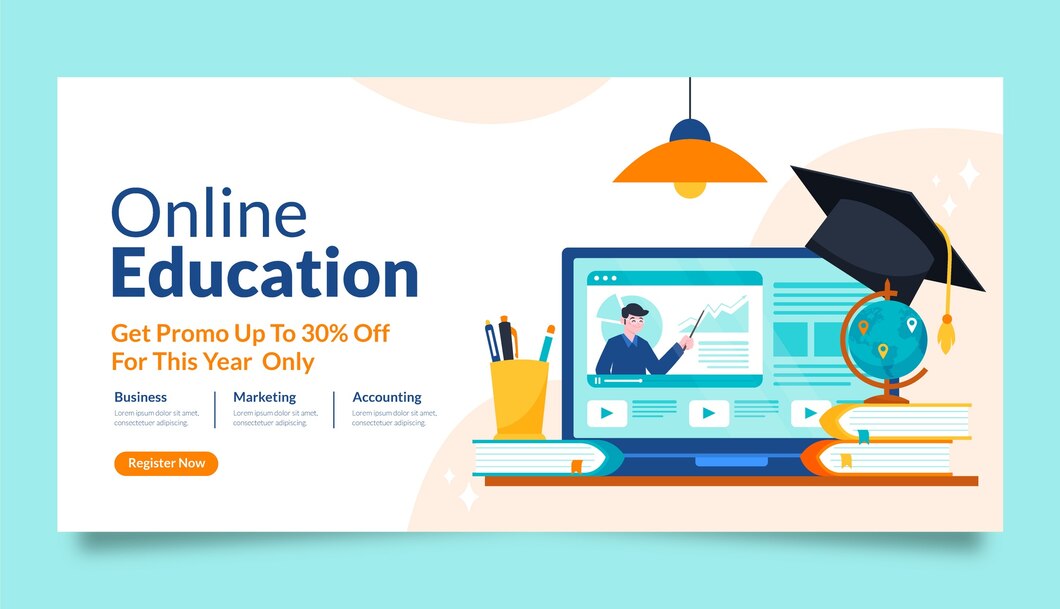 Online
Education
Get Promo Up To 30% Off
For This Year Only
Business
Lorem ipsum dolor sit amet,
consectetuer adipiscing.
Marketing
Lorem ipsum dolor sit amet,
consectetuer adipiscing.
Accounting
Lorem ipsum dolor sit amet,
consectetuer adipiscing.
Register Now